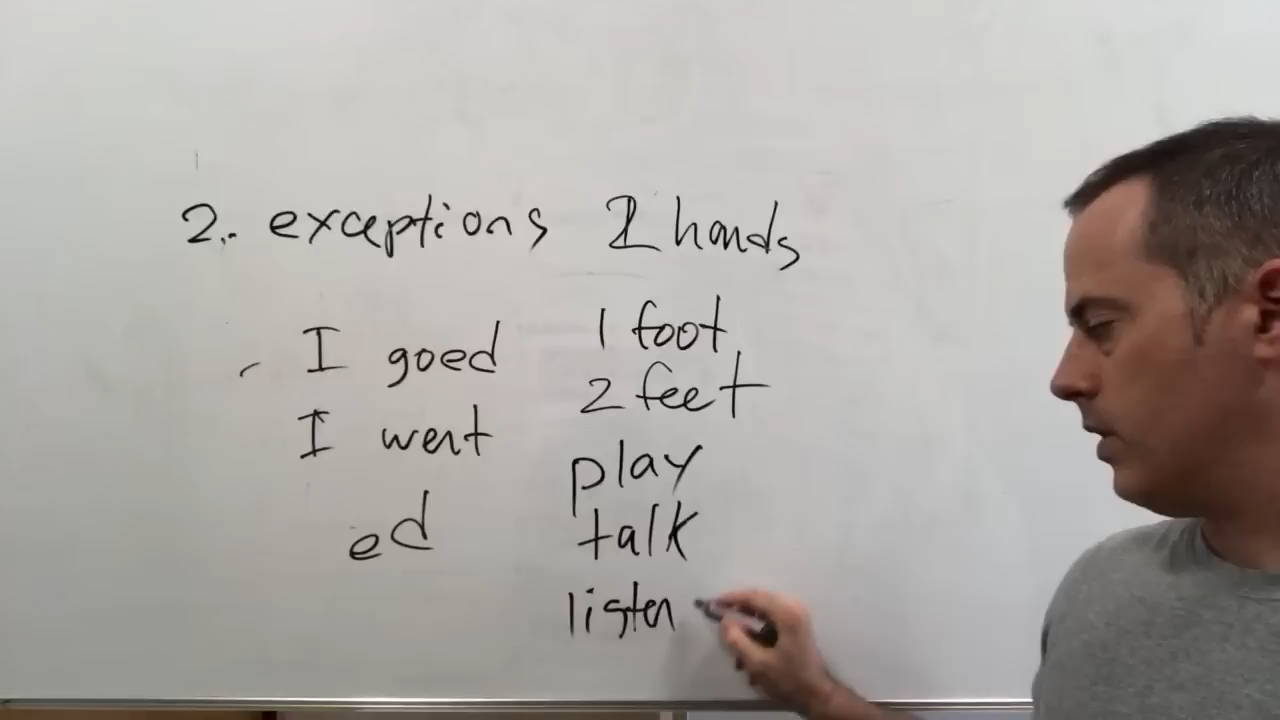 2. exceptions 2 hands
I goed
I went
ed
1 foot
2 feet
play
talk
listen